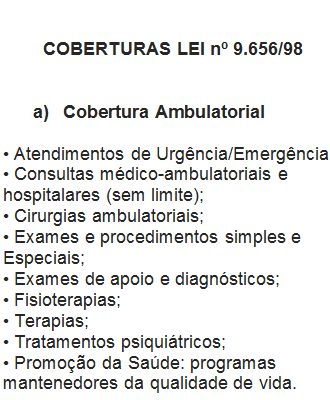 COBERTURAS LEI nº 9.656/98
a) Cobertura Ambulatorial
• Atendimentos de Urgência/Emergência
• Consultas médico-ambulatoriais e
hospitalares (sem limite);
• Cirurgias ambulatoriais;
• Exames e procedimentos simples e
Especiais;
• Exames de apoio e diagnósticos;
• Fisioterapias;
• Terapias;
• Tratamentos psiquiátricos;
• Promoção da Saúde: programas
mantenedores da qualidade de vida.